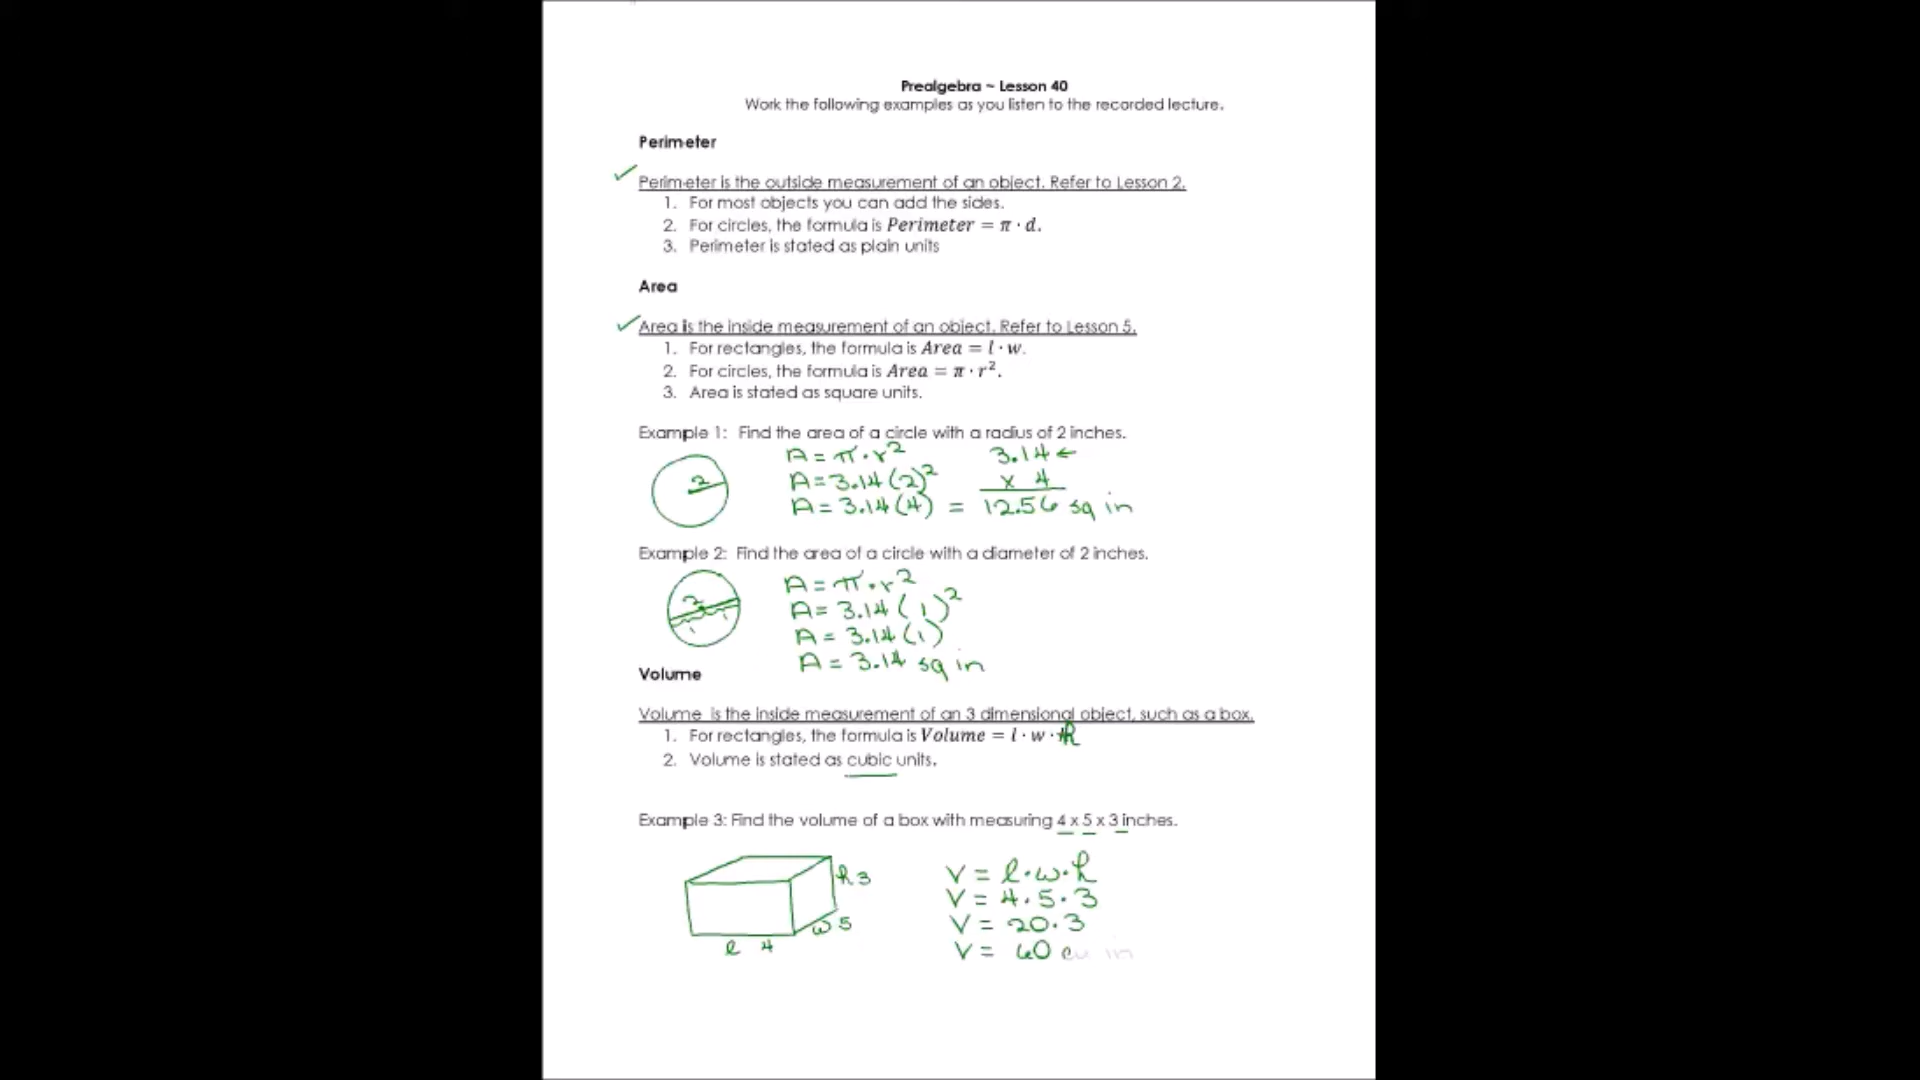 Prealgebra ~ Lesson 40
Work the following examples as you listen to the recorded lecture.
Perimeter
Perimeter is the outside measurement of an object. Refer to Lesson 2.
1. For most objects you can add the sides.
2. For circles, the formula is Perimeter = π · d.
3. Perimeter is stated as plain units
Area
Area is the inside measurement of an object. Refer to Lesson 5.
1. For rectangles, the formula is Area = l · w.
2. For circles, the formula is Area = π · r².
3. Area is stated as square units.
Example 1: Find the area of a circle with a radius of 2 inches.
2
A = π · r²
A = 3.14 (2)²
A = 3.14 (4) = 12.56 sq in
3.14 ←
x 4
Example 2: Find the area of a circle with a diameter of 2 inches.
2
1 1
A = π · r²
A = 3.14 ( 1 )²
A = 3.14 (1)
A = 3.14 sq in
Volume
Volume is the inside measurement of an 3 dimensional object, such as a box.
1. For rectangles, the formula is Volume = l · w · h
2. Volume is stated as cubic units.
Example 3: Find the volume of a box with measuring 4 x 5 x 3 inches.
h 3
w 5
l 4
V = l · w · h
V = 4 · 5 · 3
V = 20 · 3
V = 60 cu in